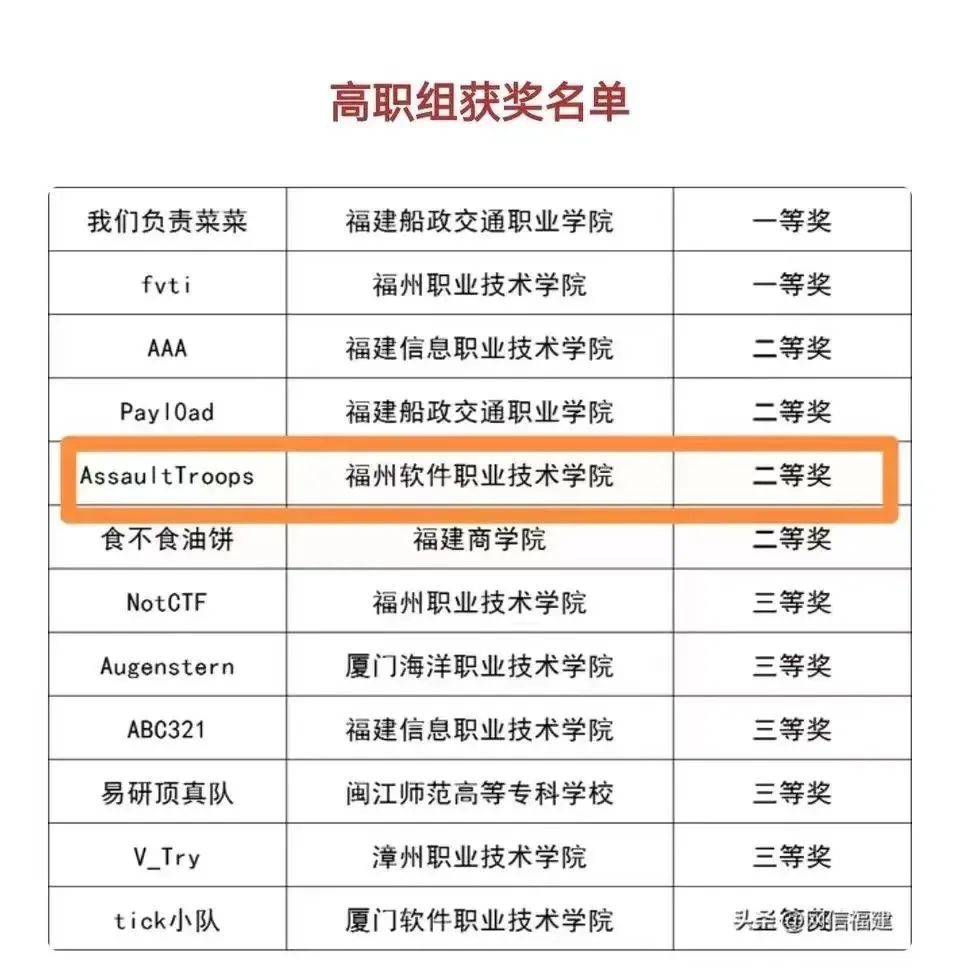 高职组获奖名单
我们负责菜菜 福建船政交通职业学院 一等奖
fvti 福州职业技术学院 一等奖
AAA 福建信息职业技术学院 二等奖
Payl0ad 福建船政交通职业学院 二等奖
AssaultTroops 福州软件职业技术学院 二等奖
食不食油饼 福建商学院 二等奖
NotCTF 福州职业技术学院 三等奖
Augenstern 厦门海洋职业技术学院 三等奖
ABC321 福建信息职业技术学院 三等奖
易研顶真队 闽江师范高等专科学校 三等奖
V_Try 漳州职业技术学院 三等奖
tick小队 厦门软件职业技术学院
头条 @网信福建